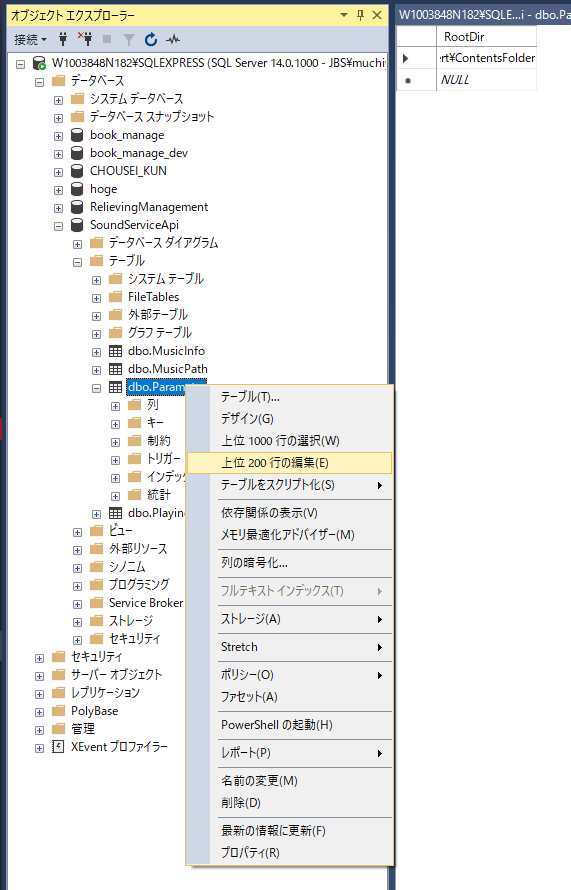 オブジェクト エクスプローラー
接続
W1003848N182¥SQLEXPRESS (SQL Server 14.0.1000 - JBS¥muchi
データベース
システム データベース
データベース スナップショット
book_manage
book_manage_dev
CHOUSEI_KUN
hoge
RelievingManagement
SoundServiceApi
データベース ダイアグラム
テーブル
システム テーブル
FileTables
外部テーブル
グラフ テーブル
dbo.MusicInfo
dbo.MusicPath
dbo.Param
列
キー
制約
トリガー
インデッ
統計
dbo.Playin
ビュー
外部リソース
シノニム
プログラミング
Service Broker
ストレージ
セキュリティ
セキュリティ
サーバー オブジェクト
レプリケーション
PolyBase
管理
XEvent プロファイラー
テーブル(T)...
デザイン(G)
上位 1000 行の選択(W)
上位 200 行の編集(E)
テーブルをスクリプト化(S)
依存関係の表示(V)
メモリ最適化アドバイザー(M)
列の暗号化...
フルテキスト インデックス(T)
ストレージ(A)
Stretch
ポリシー(O)
ファセット(A)
PowerShell の起動(H)
レポート(P)
名前の変更(M)
削除(D)
最新の情報に更新(F)
プロパティ(R)
W1003848N182¥SQLE...i - dbo.Pa
RootDir
rt¥ContentsFolder
NULL